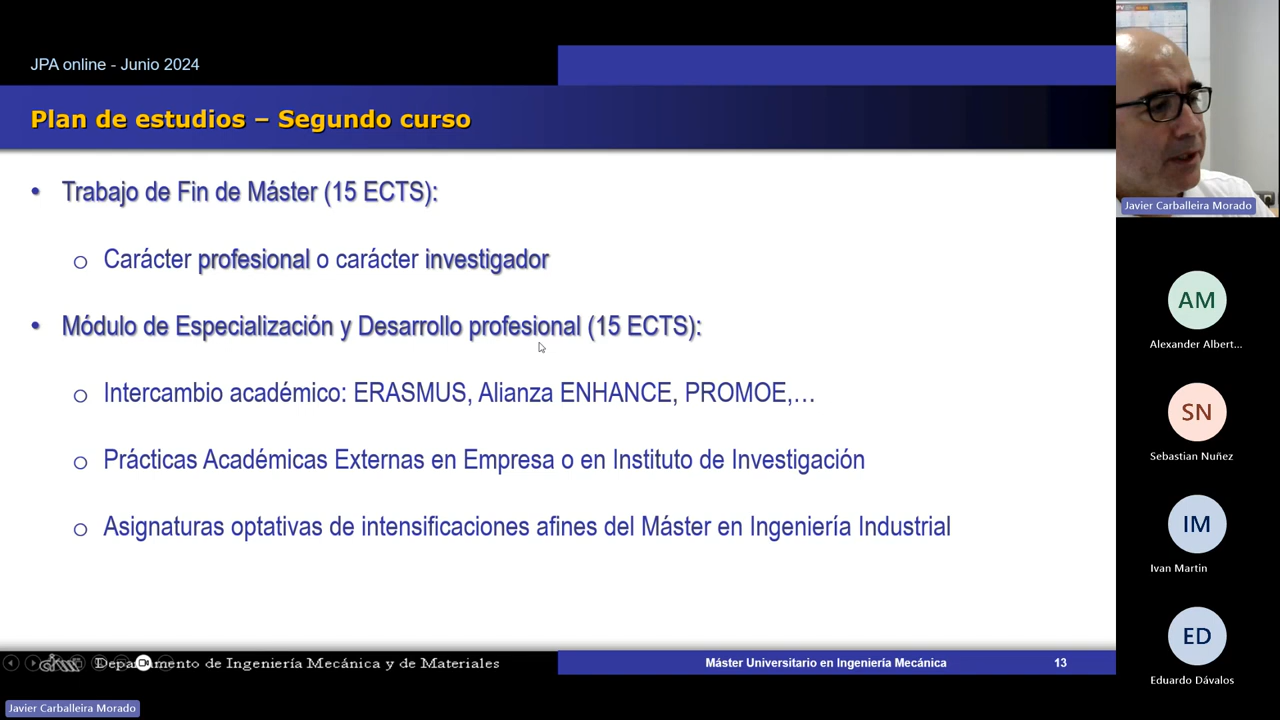 JPA online - Junio 2024
Plan de estudios – Segundo curso
• Trabajo de Fin de Máster (15 ECTS):
o Carácter profesional o carácter investigador
• Módulo de Especialización y Desarrollo profesional (15 ECTS):
o Intercambio académico: ERASMUS, Alianza ENHANCE, PROMOE,…
o Prácticas Académicas Externas en Empresa o en Instituto de Investigación
o Asignaturas optativas de intensificaciones afines del Máster en Ingeniería Industrial
Departamento de Ingeniería Mecánica y de Materiales
Máster Universitario en Ingeniería Mecánica
13
Javier Carballeira Morado
AM
Alexander Albert...
SN
Sebastian Nuñez
IM
Ivan Martin
ED
Eduardo Dávalos
Javier Carballeira Morado